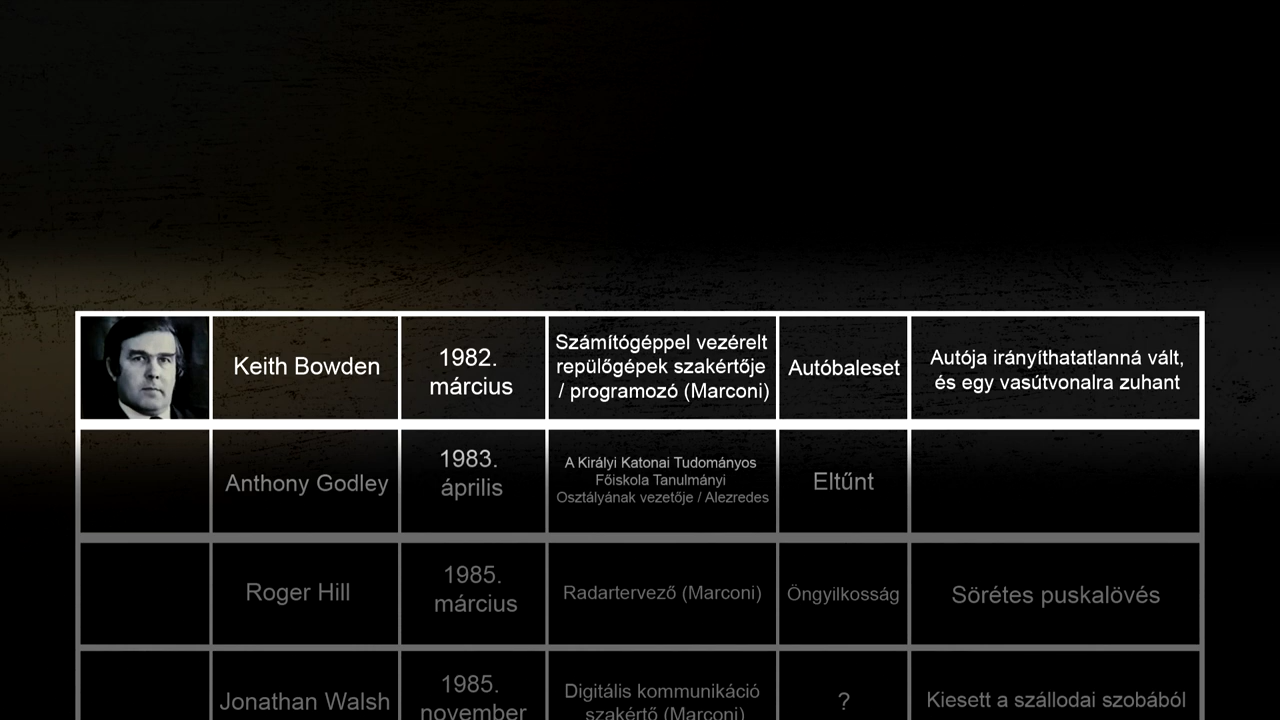 Keith Bowden
1982.
március
Számítógéppel vezérelt
repülőgépek szakértője
/ programozó (Marconi)
Autóbaleset
Autója irányíthatatlanná vált,
és egy vasútvonalra zuhant
Anthony Godley
1983.
április
A Királyi Katonai Tudományos
Főiskola Tanulmányi
Osztályának vezetője / Alezredes
Eltűnt
Roger Hill
1985.
március
Radartervező (Marconi)
Öngyilkosság
Sörétes puskalövés
Jonathan Walsh
1985.
november
Digitális kommunikáció
szakértő (Marconi)
?
Kiesett a szállodai szobából